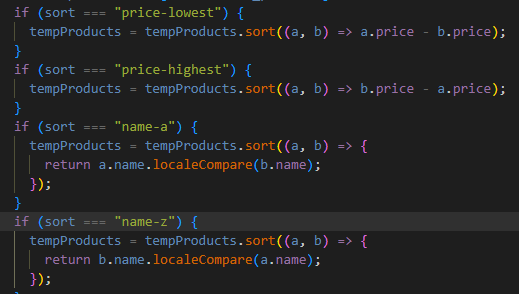 if (sort === "price-lowest") {
tempProducts = tempProducts.sort((a, b) => a.price - b.price);
}
if (sort === "price-highest") {
tempProducts = tempProducts.sort((a, b) => b.price - a.price);
}
if (sort === "name-a") {
tempProducts = tempProducts.sort((a, b) => {
return a.name.localeCompare(b.name);
});
}
if (sort === "name-z") {
tempProducts = tempProducts.sort((a, b) => {
return b.name.localeCompare(a.name);
});